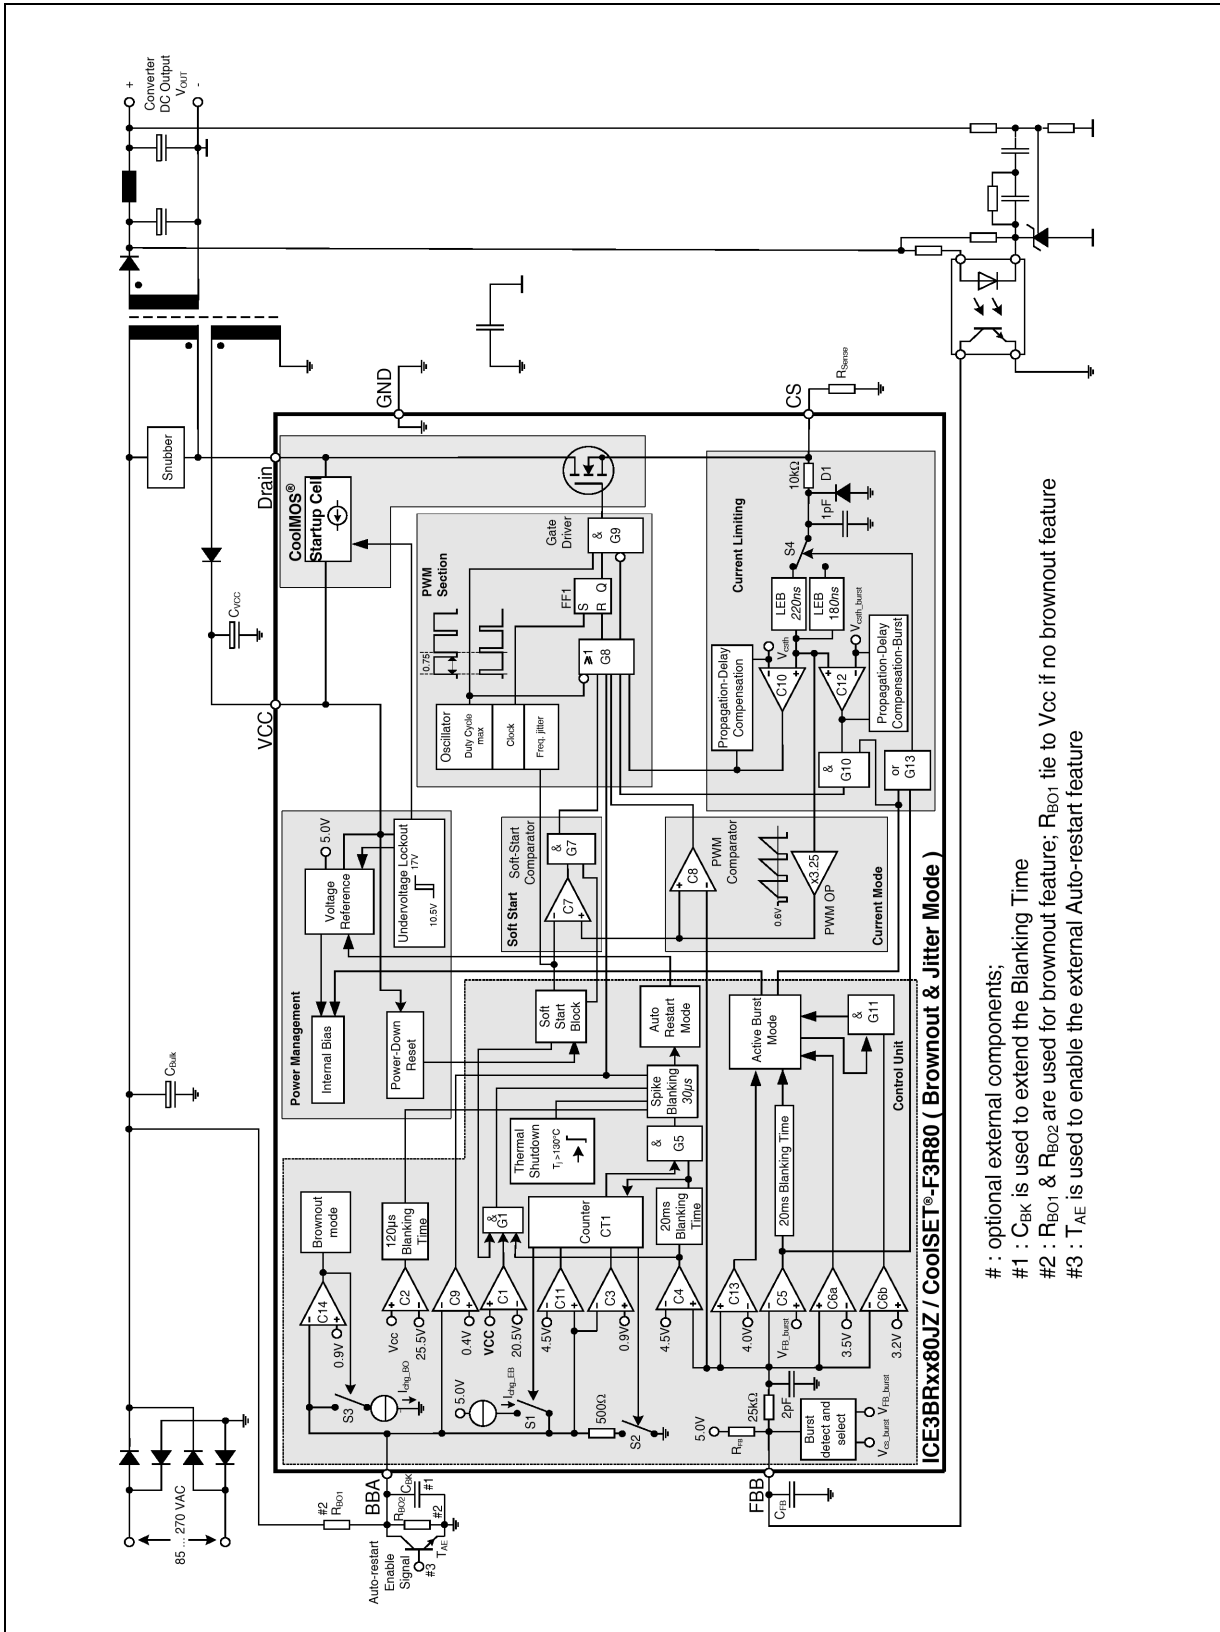 +
Converter
DC Output
VOUT
-
Snubber
CBulk
85 ... 270 VAC
CVCC
GND
Drain
CoolMOS®
Startup Cell
VCC
Power Management
Internal Bias
Voltage
Reference
5.0V
Undervoltage Lockout
17V
10.5V
Power-Down
Reset
PWM
Section
0.75
Oscillator
Duty Cycle
max
Clock
Freq. jitter
FF1
S
R
Q
≥1
G8
Gate
Driver
&
G9
Soft Start
Soft-Start
Comparator
C7
&
G7
Soft
Start
Block
Current Mode
C8
PWM
Comparator
0.6V
x3.25
PWM OP
Current Limiting
Propagation-Delay
Compensation
Vcsth
C10
C12
LEB
220ns
LEB
180ns
S4
10kΩ
D1
1pF
Vcsth_burst
Propagation-Delay
Compensation-Burst
&
G10
or
G13
CS
RSense
Control Unit
Brownout
mode
C14
0.9V
S3
Ichg_BO
120µs
Blanking
Time
C2
Vcc
25.5V
C9
0.4V
&
G1
C1
VCC
20.5V
C11
4.5V
Counter
CT1
C3
0.9V
5.0V
Ichg_EB
S1
500Ω
S2
Thermal
Shutdown
Tj >130°C
Spike
Blanking
30µs
&
G5
20ms
Blanking
Time
C4
4.5V
Auto
Restart
Mode
Active Burst
Mode
&
G11
20ms Blanking Time
C13
4.0V
C5
VFB_burst
C6a
3.5V
C6b
3.2V
5.0V
RFB
25kΩ
2pF
Burst
detect and
select
Vcs_burst
VFB_burst
BBA
#2
RBO1
RBO2
#2
CBK
#1
Auto-restart
Enable
Signal
#3
TAE
FBB
CFB
ICE3BRxx80JZ / CoolSET®-F3R80 ( Brownout & Jitter Mode )
# : optional external components;
#1 : CBK is used to extend the Blanking Time
#2 : RBO1 & RBO2 are used for brownout feature; RBO1 tie to Vcc if no brownout feature
#3 : TAE is used to enable the external Auto-restart feature